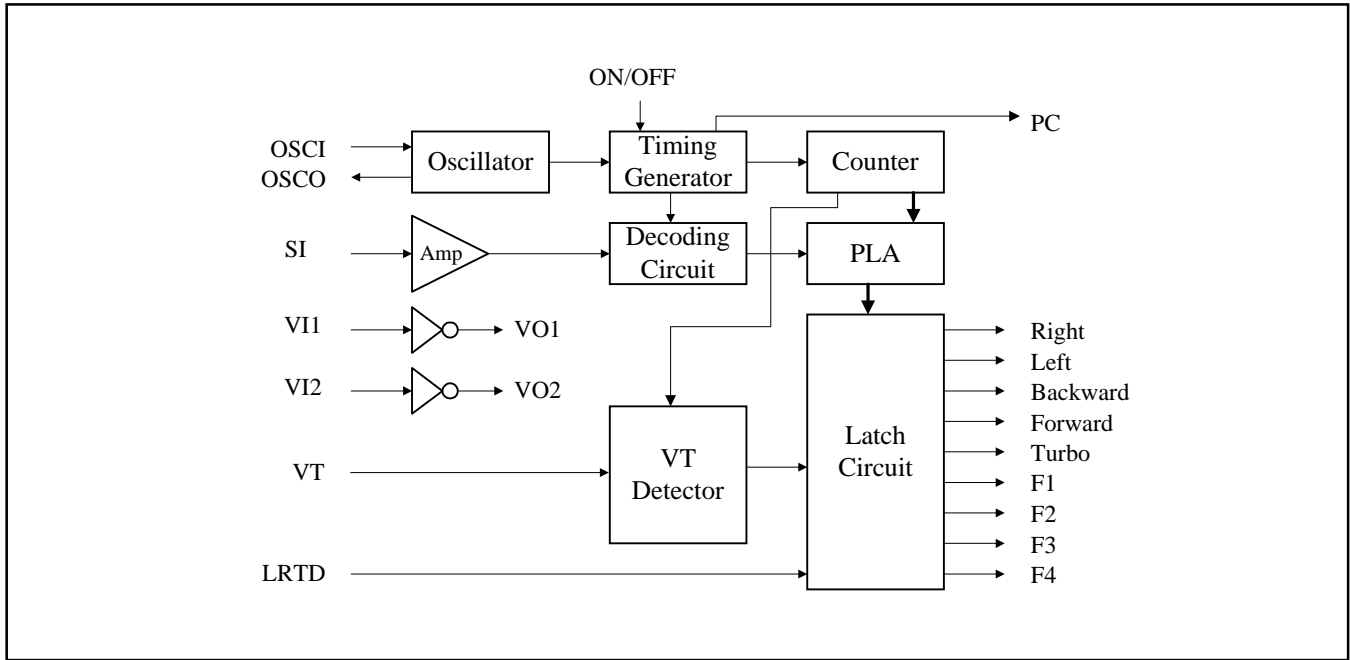 ON/OFF
PC
OSCI
OSCO
Oscillator
Timing
Generator
Counter
SI
Amp
Decoding
Circuit
PLA
VI1
VO1
VI2
VO2
VT
VT
Detector
LRTD
Latch
Circuit
Right
Left
Backward
Forward
Turbo
F1
F2
F3
F4